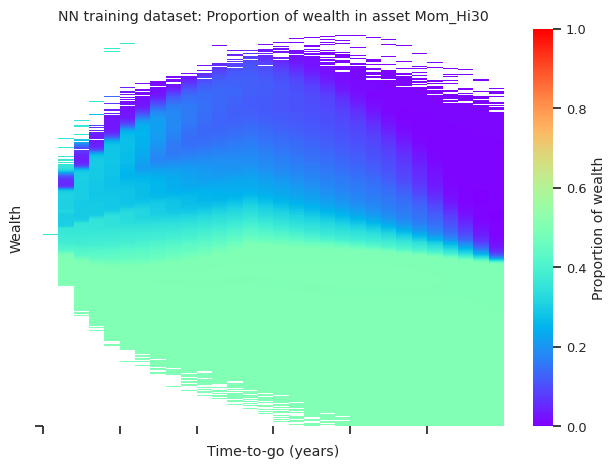 NN training dataset: Proportion of wealth in asset Mom_Hi30
Wealth
Time-to-go (years)
1.0
0.8
0.6
0.4
0.2
0.0
Proportion of wealth